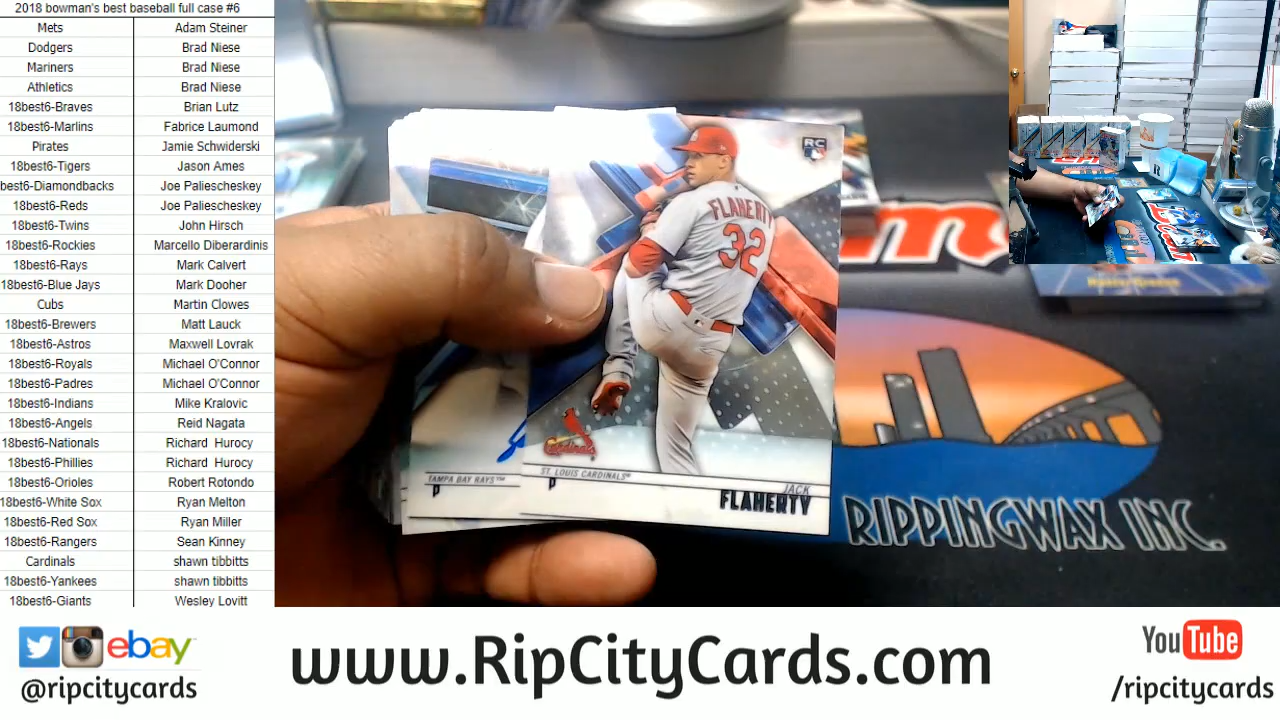 2018 bowman's best baseball full case #6
Mets Adam Steiner
Dodgers Brad Niese
Mariners Brad Niese
Athletics Brad Niese
18best6-Braves Brian Lutz
18best6-Marlins Fabrice Laumond
Pirates Jamie Schwiderski
18best6-Tigers Jason Ames
best6-Diamondbacks Joe Paliescheskey
18best6-Reds Joe Paliescheskey
18best6-Twins John Hirsch
18best6-Rockies Marcello Diberardinis
18best6-Rays Mark Calvert
18best6-Blue Jays Mark Dooher
Cubs Martin Clowes
18best6-Brewers Matt Lauck
18best6-Astros Maxwell Lovrak
18best6-Royals Michael O'Connor
18best6-Padres Michael O'Connor
18best6-Indians Mike Kralovic
18best6-Angels Reid Nagata
18best6-Nationals Richard Hurocy
18best6-Phillies Richard Hurocy
18best6-Orioles Robert Rotondo
18best6-White Sox Ryan Melton
18best6-Red Sox Ryan Miller
18best6-Rangers Sean Kinney
Cardinals shawn tibbitts
18best6-Yankees shawn tibbitts
18best6-Giants Wesley Lovitt
RC
FLAHERTY
32
Cardinals
ST. LOUIS CARDINALS™
P
JACK
FLAHERTY
TAMPA BAY RAYS™
P
RIPPINGWAX INC.
ebay
@ripcitycards
www.RipCityCards.com
YouTube
/ripcitycards